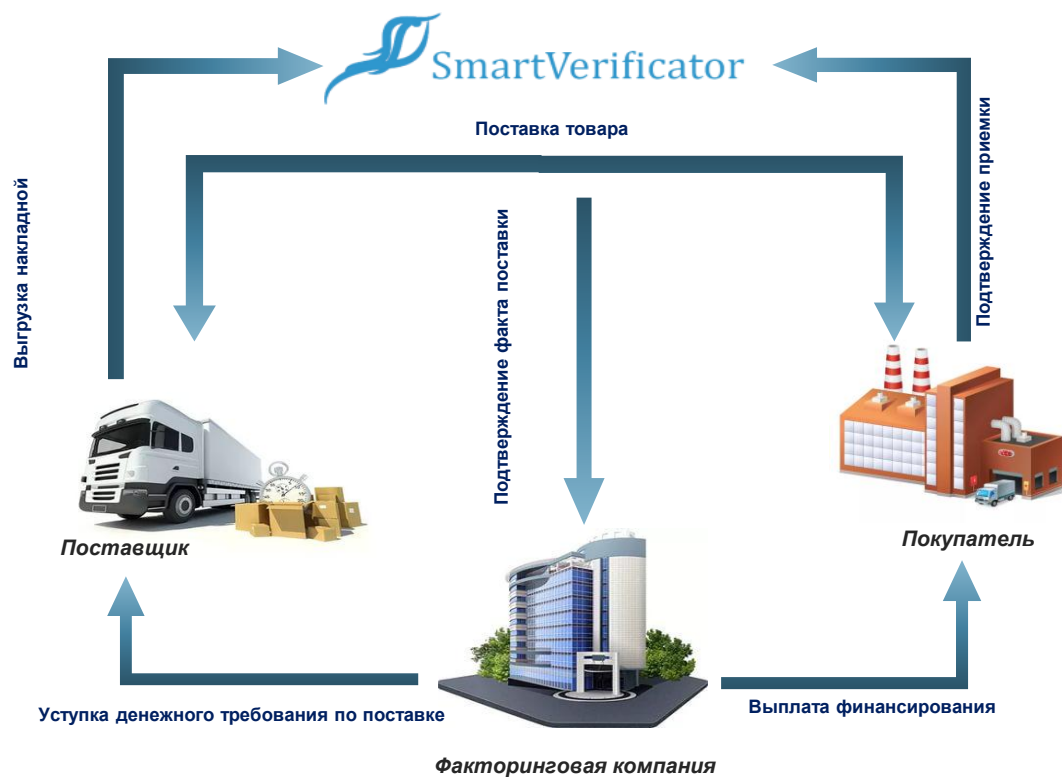 SmartVerificator
Поставка товара
Выгрузка накладной
Подтверждение факта поставки
Подтверждение приемки
Поставщик
Покупатель
Уступка денежного требования по поставке
Выплата финансирования
Факторинговая компания